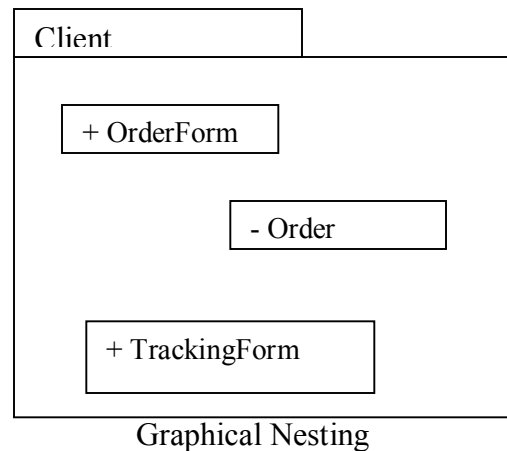 Client
+ OrderForm
- Order
+ TrackingForm
Graphical Nesting